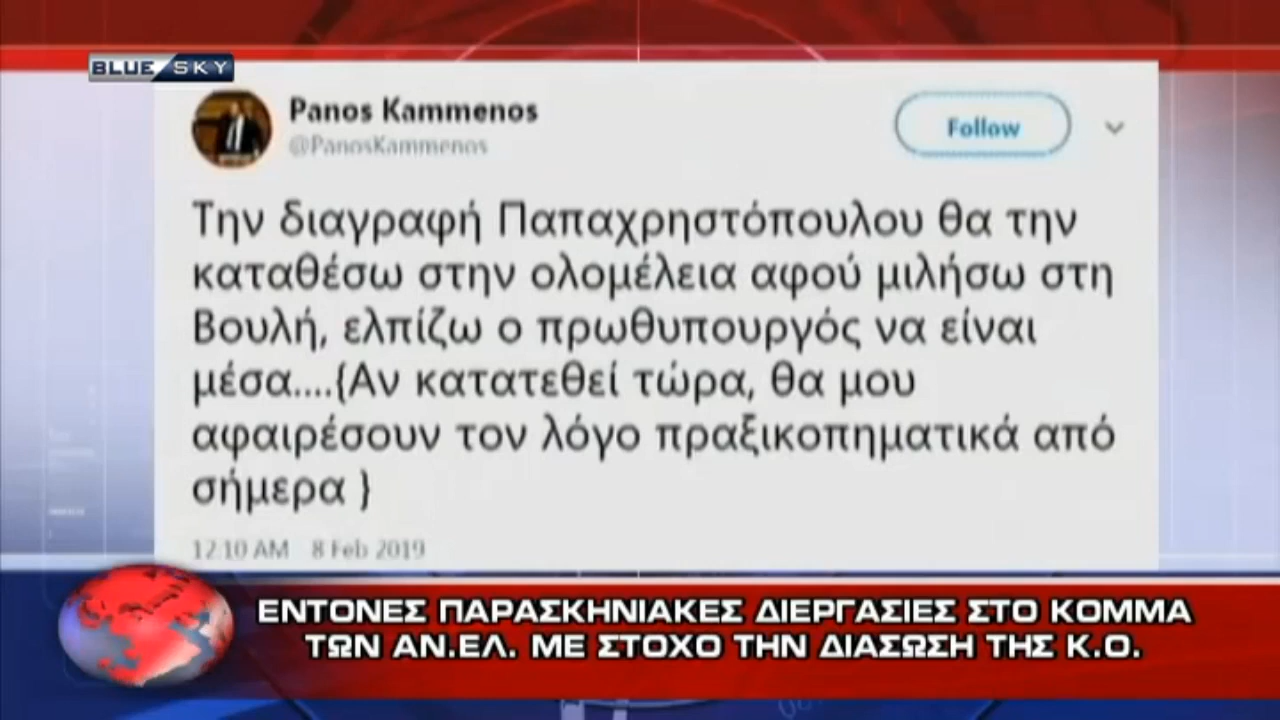 BLUE SKY
Panos Kammenos
@PanosKammenos
Follow
Την διαγραφή Παπαχρηστόπουλου θα την
καταθέσω στην ολομέλεια αφού μιλήσω στη
Βουλή, ελπίζω ο πρωθυπουργός να είναι
μέσα....{Αν κατατεθεί τώρα, θα μου
αφαιρέσουν τον λόγο πραξικοπηματικά από
σήμερα }
12:10 AM 8 Feb 2019
ΕΝΤΟΝΕΣ ΠΑΡΑΣΚΗΝΙΑΚΕΣ ΔΙΕΡΓΑΣΙΕΣ ΣΤΟ ΚΟΜΜΑ
ΤΩΝ ΑΝ.ΕΛ. ΜΕ ΣΤΟΧΟ ΤΗΝ ΔΙΑΣΩΣΗ ΤΗΣ Κ.Ο.